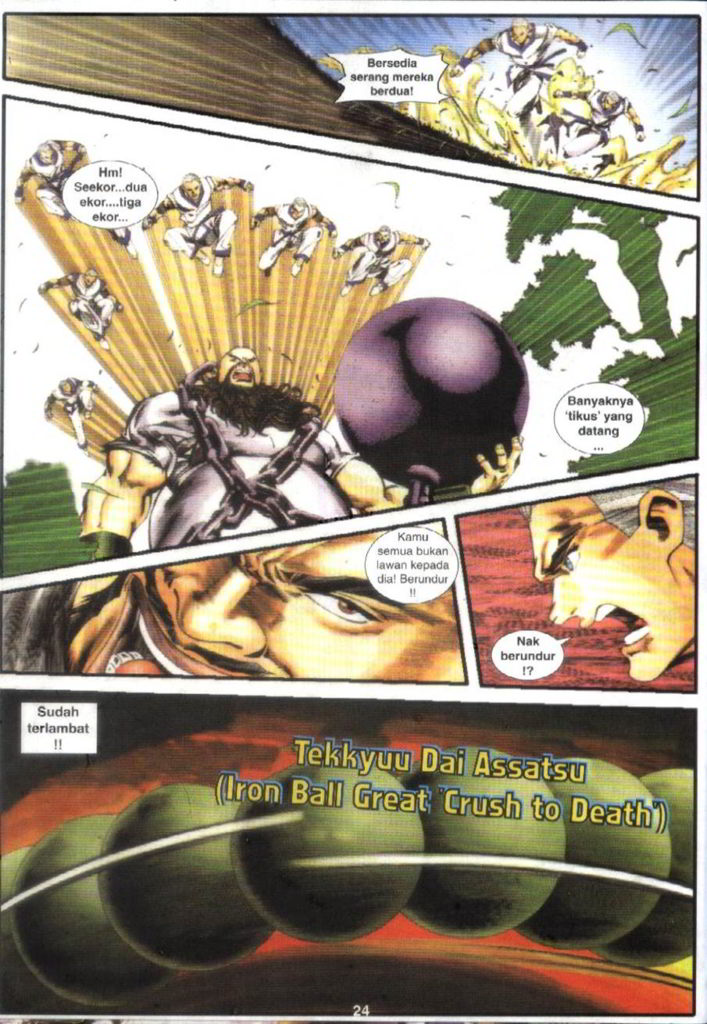 Bersedia
serang mereka
berdua!
Hm!
Seekor...dua
ekor....tiga
ekor...
Banyaknya
'tikus' yang
datang
...
Kamu
semua bukan
lawan kepada
dia! Berundur
!!
Nak
berundur
!?
Sudah
terlambat
!!
Tekkyuu Dai Assatsu
(Iron Ball Great 'Crush to Death')
24